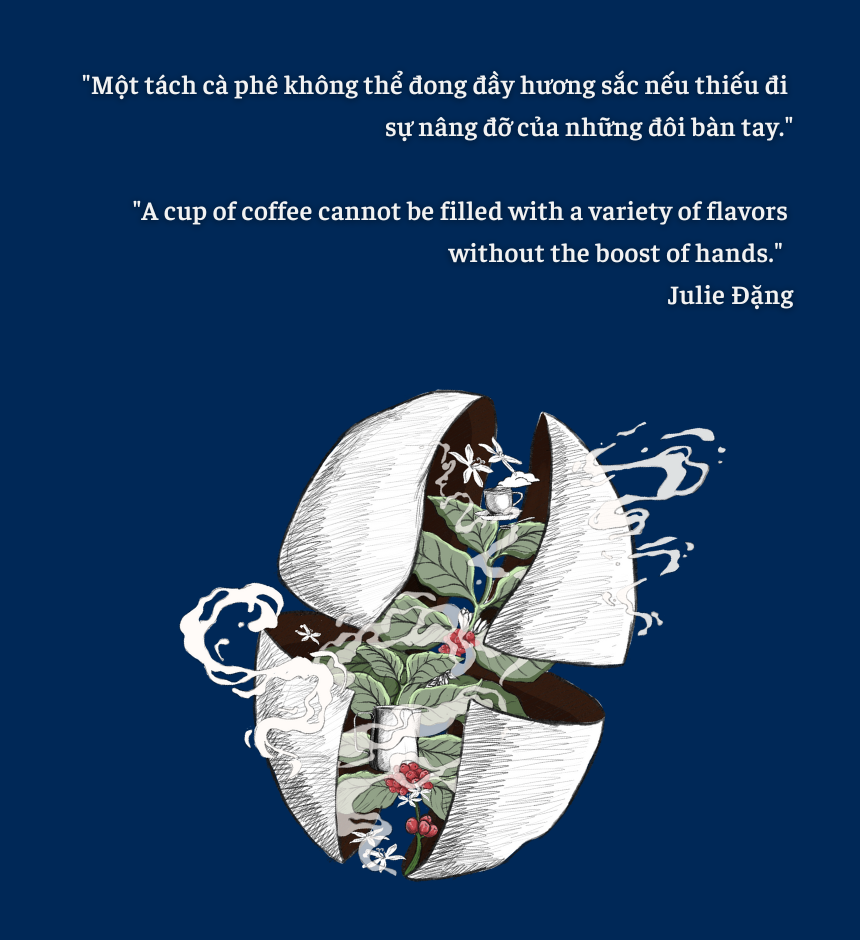 "Một tách cà phê không thể đong đầy hương sắc nếu thiếu đi
sự nâng đỡ của những đôi bàn tay."
"A cup of coffee cannot be filled with a variety of flavors
without the boost of hands."
Julie Đặng